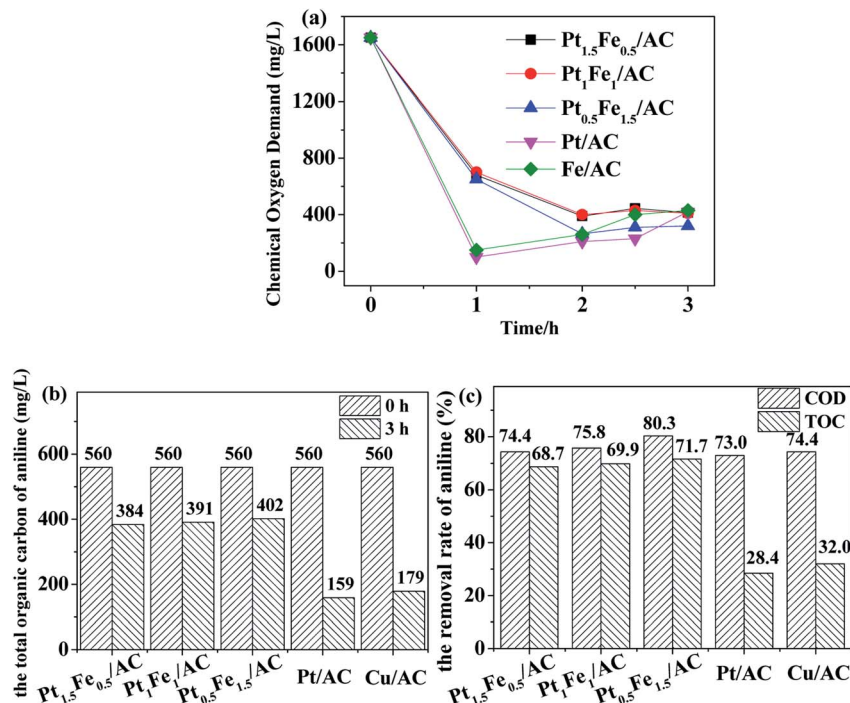 (a)
Chemical Oxygen Demand (mg/L)
1600
1200
800
400
0
Pt1.5Fe0.5/AC
Pt1Fe1/AC
Pt0.5Fe1.5/AC
Pt/AC
Fe/AC
0 1 2 3
Time/h
(b)
the total organic carbon of aniline (mg/L)
600
400
200
0
0 h
3 h
560 384 560 391 560 402 560 159 560 179
Pt1.5Fe0.5/AC Pt1Fe1/AC Pt0.5Fe1.5/AC Pt/AC Cu/AC
(c)
the removal rate of aniline (%)
80
60
40
20
0
COD
TOC
74.4 68.7 75.8 69.9 80.3 71.7 73.0 28.4 74.4 32.0
Pt1.5Fe0.5/AC Pt1Fe1/AC Pt0.5Fe1.5/AC Pt/AC Cu/AC